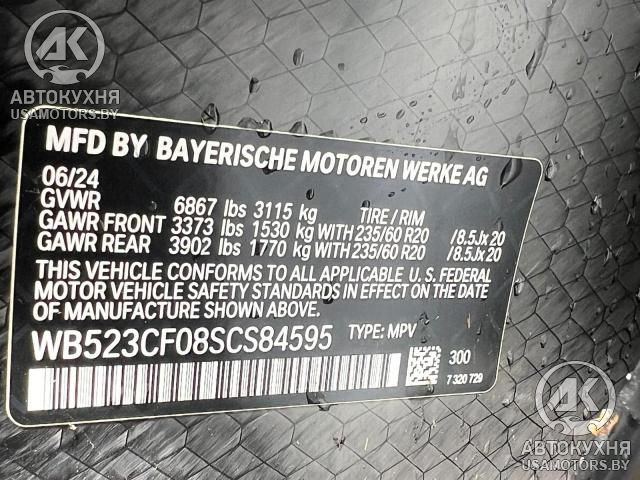 АК
АВТОКУХНЯ
USAMOTORS.BY
MFD BY BAYERISCHE MOTOREN WERKE AG
06/24
GVWR 6867 lbs 3115 kg TIRE / RIM
GAWR FRONT 3373 lbs 1530 kg WITH 235/60 R20 /8.5Jx20
GAWR REAR 3902 lbs 1770 kg WITH 235/60 R20 /8.5Jx20
THIS VEHICLE CONFORMS TO ALL APPLICABLE U.S. FEDERAL
MOTOR VEHICLE SAFETY STANDARDS IN EFFECT ON THE DATE
OF MANUFACTURE.
WB523CF08SCS84595 TYPE: MPV
300
7 320 729
АК
АВТОКУХНЯ
USAMOTORS.BY